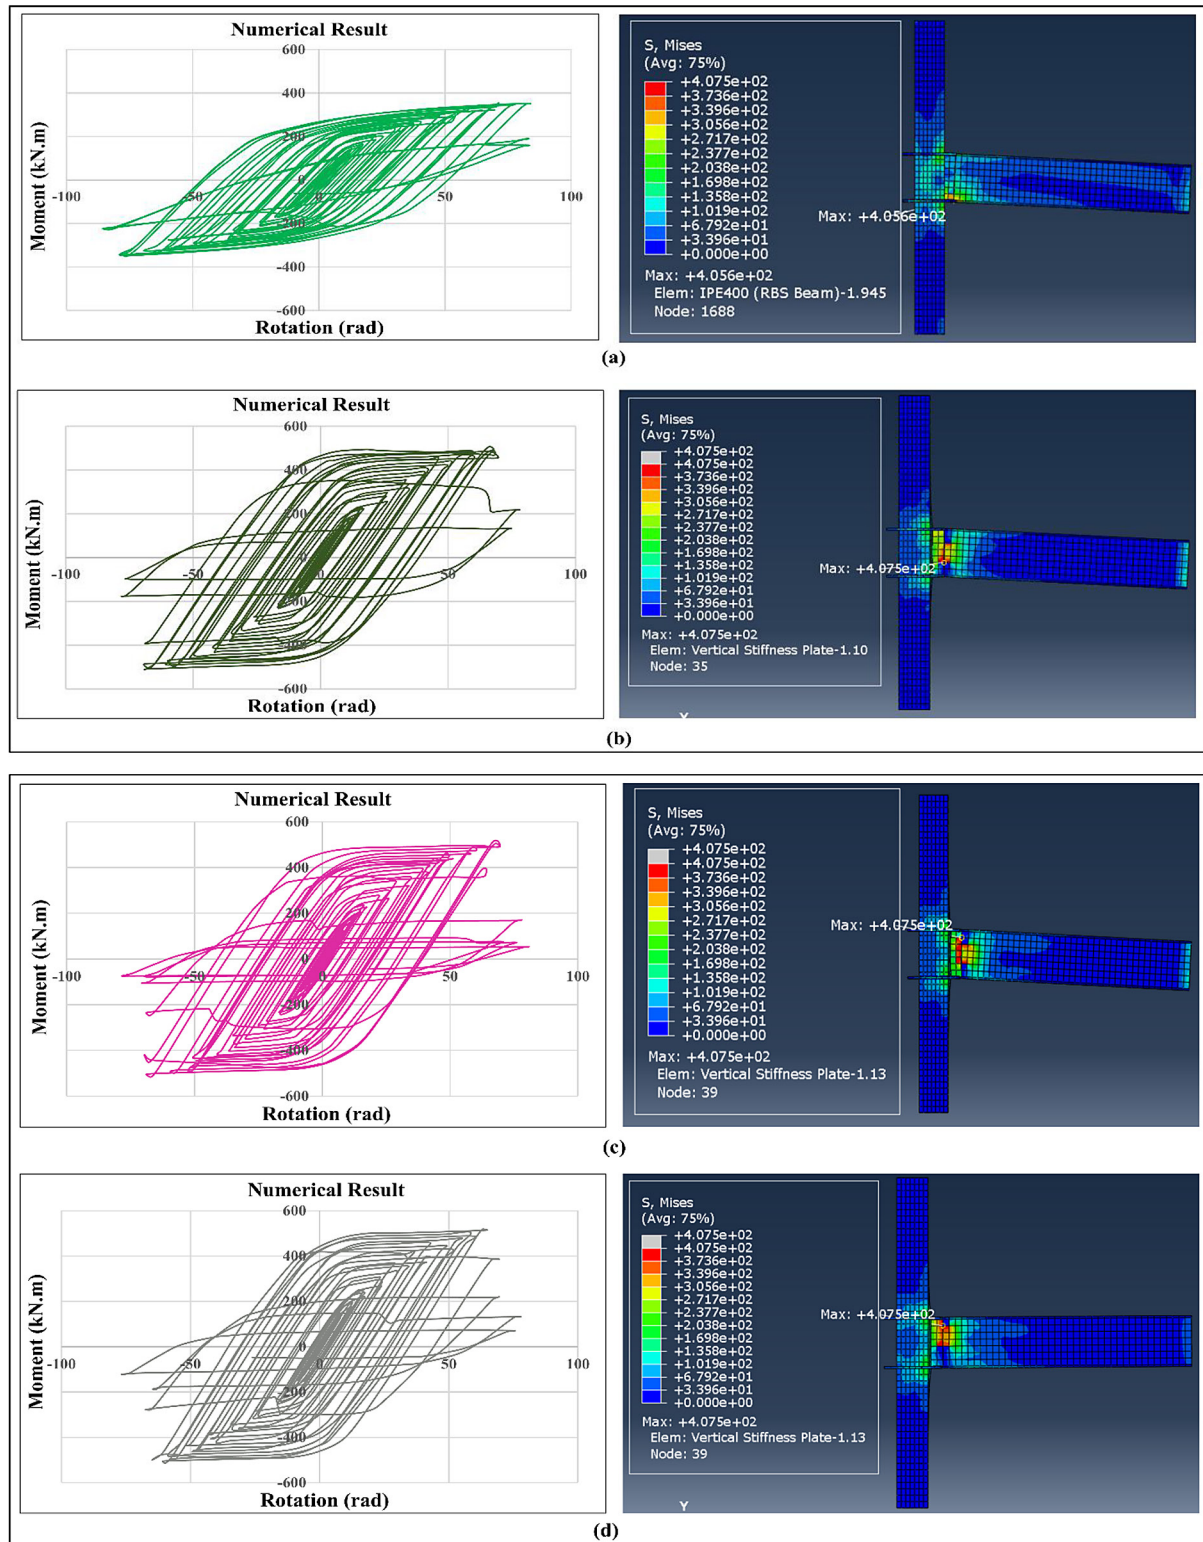 Numerical Result
600
400
200
0
-100
-50
0
50
100
-200
-400
-600
Moment (kN.m)
Rotation (rad)
S, Mises
(Avg: 75%)
+4.075e+02
+3.736e+02
+3.396e+02
+3.056e+02
+2.717e+02
+2.377e+02
+2.038e+02
+1.698e+02
+1.358e+02
+1.019e+02
+6.792e+01
+3.396e+01
+0.000e+00
Max: +4.056e+02
Elem: IPE400 (RBS Beam)-1.945
Node: 1688
Max: +4.056e+02
(a)
Numerical Result
600
400
200
0
-100
-50
0
50
100
-600
Moment (kN.m)
Rotation (rad)
S, Mises
(Avg: 75%)
+4.075e+02
+4.075e+02
+3.736e+02
+3.396e+02
+3.056e+02
+2.717e+02
+2.377e+02
+2.038e+02
+1.698e+02
+1.358e+02
+1.019e+02
+6.792e+01
+3.396e+01
+0.000e+00
Max: +4.075e+02
Elem: Vertical Stiffness Plate-1.10
Node: 35
Max: +4.075e+02
Y
(b)
Numerical Result
600
400
200
0
-100
-50
0
50
100
-200
-400
-600
Moment (kN.m)
Rotation (rad)
S, Mises
(Avg: 75%)
+4.075e+02
+4.075e+02
+3.736e+02
+3.396e+02
+3.056e+02
+2.717e+02
+2.377e+02
+2.038e+02
+1.698e+02
+1.358e+02
+1.019e+02
+6.792e+01
+3.396e+01
+0.000e+00
Max: +4.075e+02
Elem: Vertical Stiffness Plate-1.13
Node: 39
Max: +4.075e+02
(c)
Numerical Result
600
400
200
0
-100
-50
0
50
100
-200
-400
-600
Moment (kN.m)
Rotation (rad)
S, Mises
(Avg: 75%)
+4.075e+02
+4.075e+02
+3.736e+02
+3.396e+02
+3.056e+02
+2.717e+02
+2.377e+02
+2.038e+02
+1.698e+02
+1.358e+02
+1.019e+02
+6.792e+01
+3.396e+01
+0.000e+00
Max: +4.075e+02
Elem: Vertical Stiffness Plate-1.13
Node: 39
Max: +4.075e+02
Y
(d)